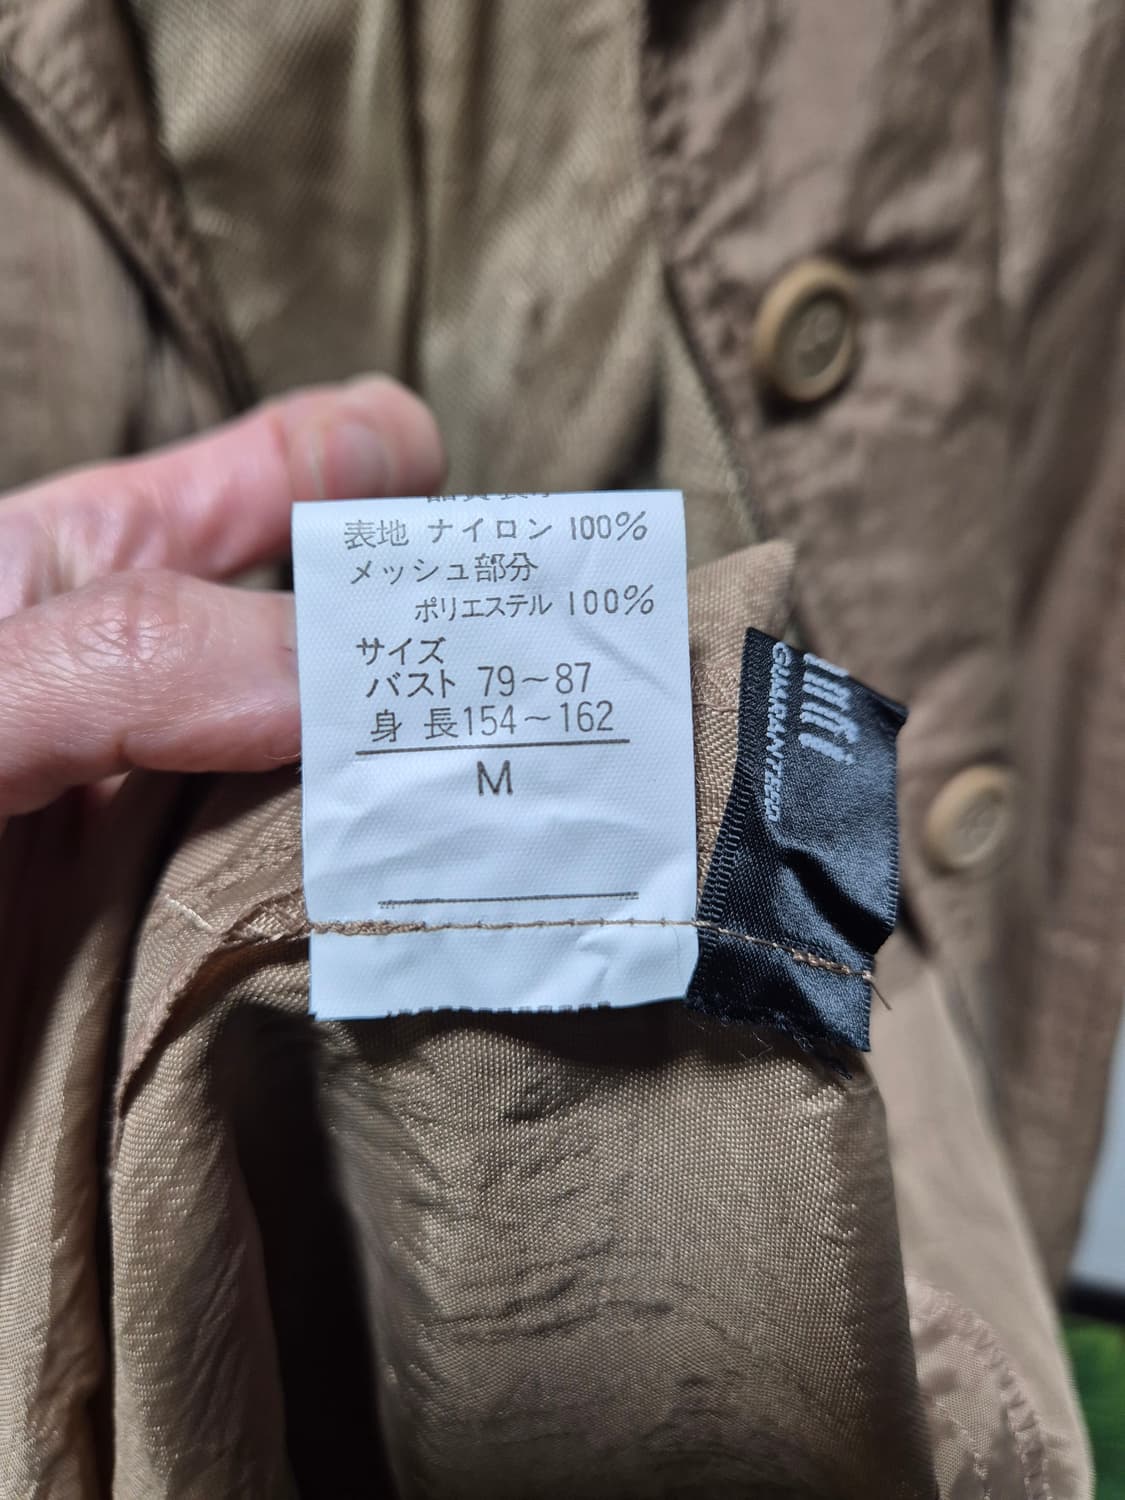 表地 ナイロン 100%
メッシュ部分
ポリエステル 100%
サイズ
バスト 79~87
身 長154~162
M